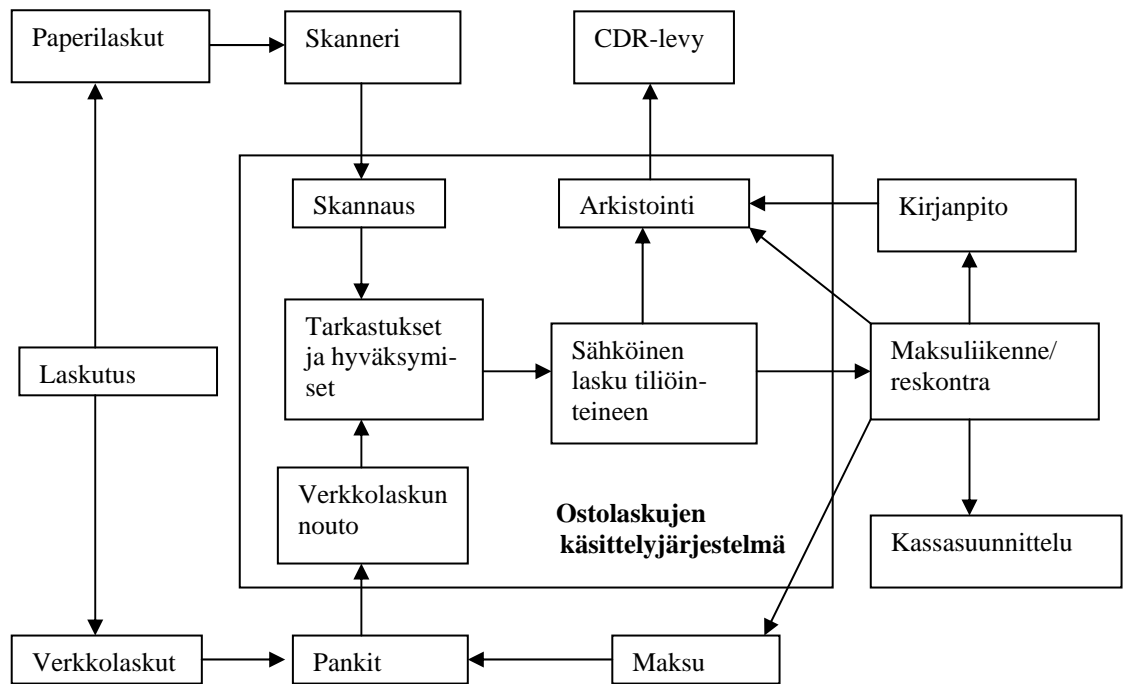 Paperilaskut
Skanneri
CDR-levy
Skannaus
Arkistointi
Kirjanpito
Tarkastukset
ja hyväksymi-
set
Sähköinen
lasku tiliöin-
teineen
Maksuliikenne/
reskontra
Laskutus
Verkkolaskun
nouto
Ostolaskujen
käsittelyjärjestelmä
Kassasuunnittelu
Verkkolaskut
Pankit
Maksu